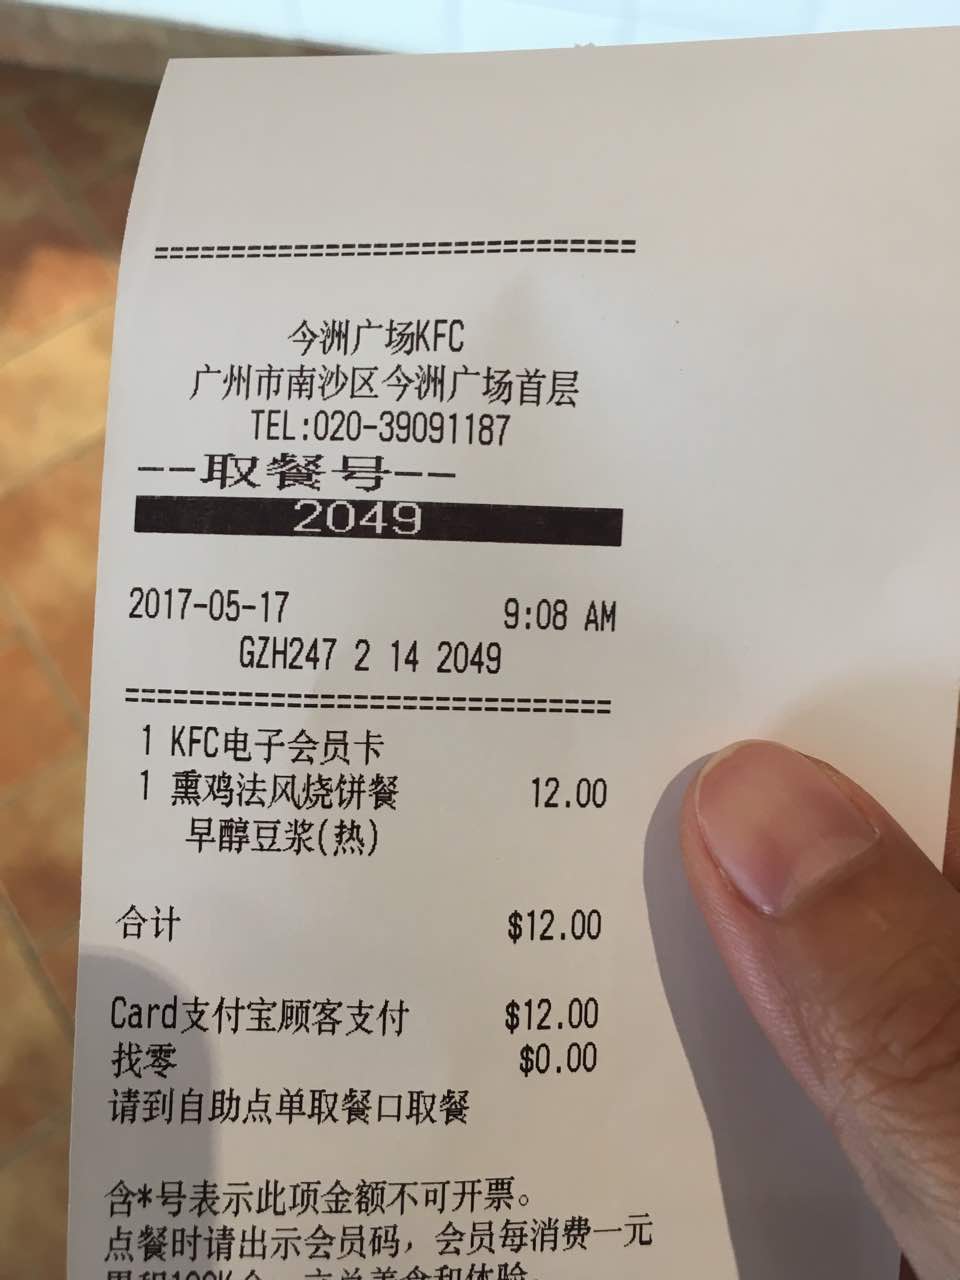 ==============================
今洲广场KFC
广州市南沙区今洲广场首层
TEL:020-39091187
--取餐号--
2049
2017-05-17 9:08 AM
GZH247 2 14 2049
==============================
1 KFC电子会员卡
1 熏鸡法风烧饼餐 12.00
早醇豆浆(热)
合计 $12.00
Card支付宝顾客支付 $12.00
找零 $0.00
请到自助点单取餐口取餐
含*号表示此项金额不可开票。
点餐时请出示会员码，会员每消费一元